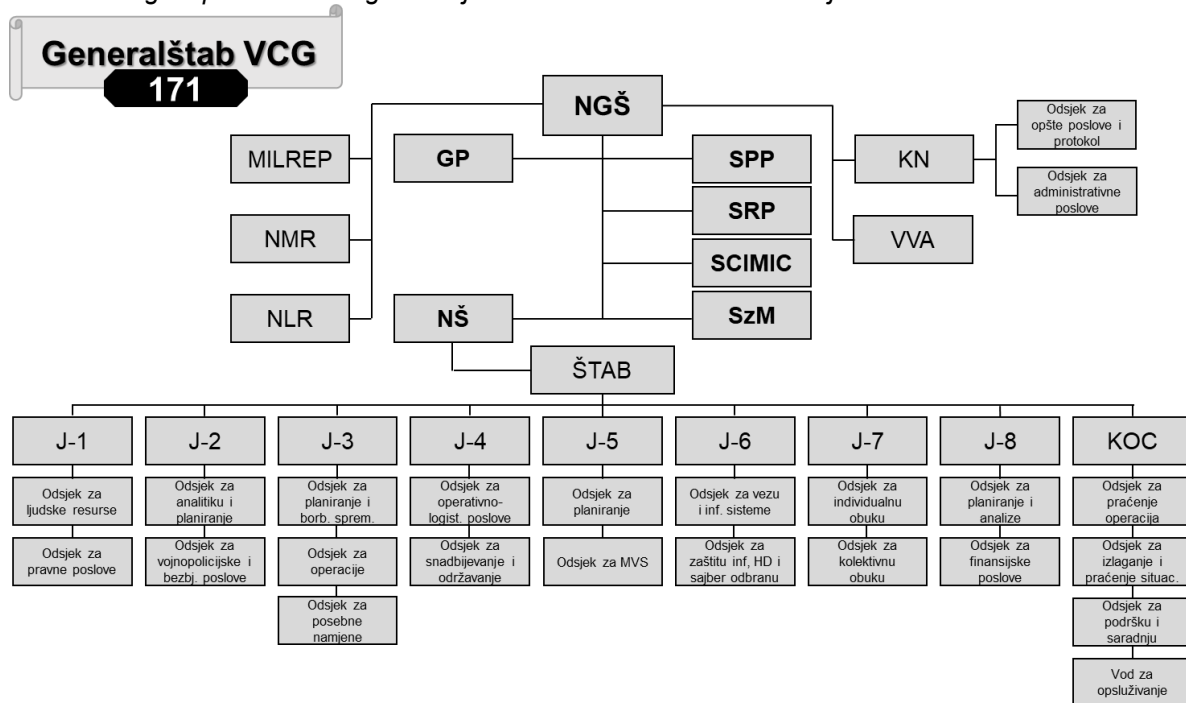 Generalštab VCG
171
NGŠ
MILREP
NMR
NLR
GP
NŠ
SPP
SRP
SCIMIC
SzM
KN
VVA
Odsjek za
opšte poslove i
protokol
Odsjek za
administrativne
poslove
ŠTAB
J-1
J-2
J-3
J-4
J-5
J-6
J-7
J-8
KOC
Odsjek za
ljudske resurse
Odsjek za
pravne poslove
Odsjek za
analitiku i
planiranje
Odsjek za
vojnopolicijske i
bezbj. poslove
Odsjek za
planiranje i
borb. sprem.
Odsjek za
operacije
Odsjek za
posebne
namjene
Odsjek za
operativno-
logist. poslove
Odsjek za
snadbijevanje i
održavanje
Odsjek za
planiranje
Odsjek za MVS
Odsjek za vezu
i inf. sisteme
Odsjek za
zaštitu inf, HD i
sajber odbranu
Odsjek za
individualnu
obuku
Odsjek za
kolektivnu
obuku
Odsjek za
planiranje i
analize
Odsjek za
finansijske
poslove
Odsjek za
praćenje
operacija
Odsjek za
izlaganje i
praćenje situac.
Odsjek za
podršku i
saradnju
Vod za
opsluživanje